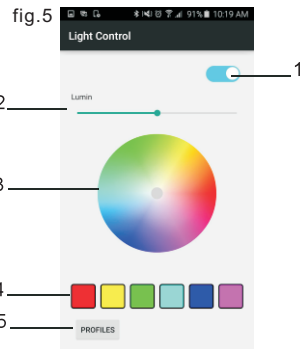 fig.5
91% 10:19 AM
Light Control
1
Lumin
2
3
4
5
PROFILES